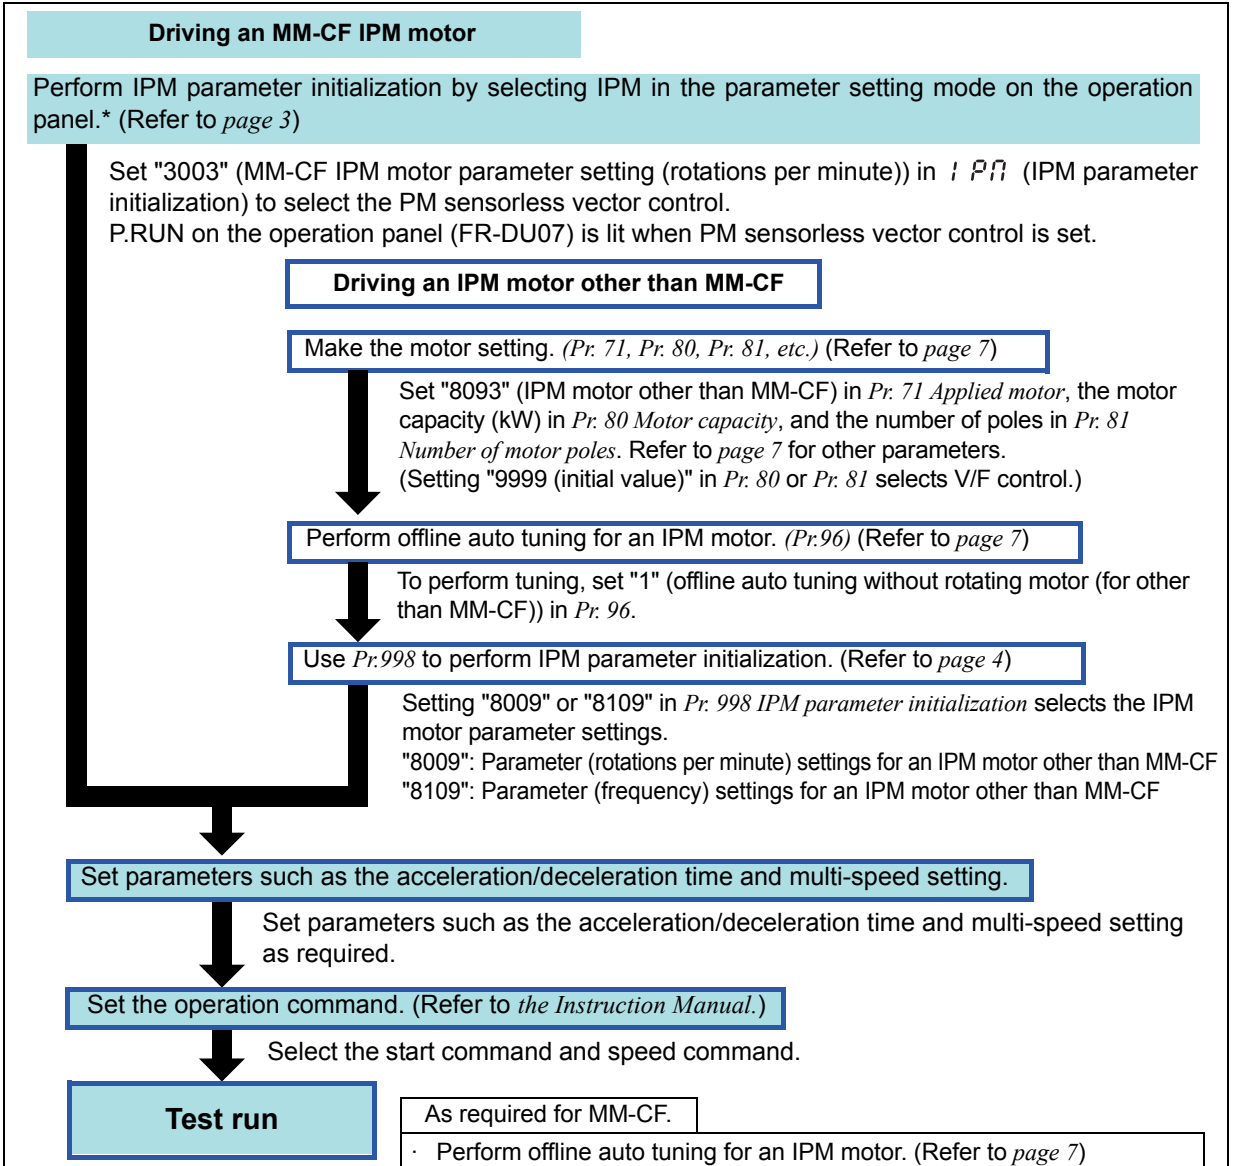 Driving an MM-CF IPM motor
Perform IPM parameter initialization by selecting IPM in the parameter setting mode on the operation
panel.* (Refer to page 3)
Set "3003" (MM-CF IPM motor parameter setting (rotations per minute)) in IPM (IPM parameter
initialization) to select the PM sensorless vector control.
P.RUN on the operation panel (FR-DU07) is lit when PM sensorless vector control is set.
Driving an IPM motor other than MM-CF
Make the motor setting. (Pr. 71, Pr. 80, Pr. 81, etc.) (Refer to page 7)
Set "8093" (IPM motor other than MM-CF) in Pr. 71 Applied motor, the motor
capacity (kW) in Pr. 80 Motor capacity, and the number of poles in Pr. 81
Number of motor poles. Refer to page 7 for other parameters.
(Setting "9999 (initial value)" in Pr. 80 or Pr. 81 selects V/F control.)
Perform offline auto tuning for an IPM motor. (Pr.96) (Refer to page 7)
To perform tuning, set "1" (offline auto tuning without rotating motor (for other
than MM-CF)) in Pr. 96.
Use Pr.998 to perform IPM parameter initialization. (Refer to page 4)
Setting "8009" or "8109" in Pr. 998 IPM parameter initialization selects the IPM
motor parameter settings.
"8009": Parameter (rotations per minute) settings for an IPM motor other than MM-CF
"8109": Parameter (frequency) settings for an IPM motor other than MM-CF
Set parameters such as the acceleration/deceleration time and multi-speed setting.
Set parameters such as the acceleration/deceleration time and multi-speed setting
as required.
Set the operation command. (Refer to the Instruction Manual.)
Select the start command and speed command.
Test run
As required for MM-CF.
· Perform offline auto tuning for an IPM motor. (Refer to page 7)